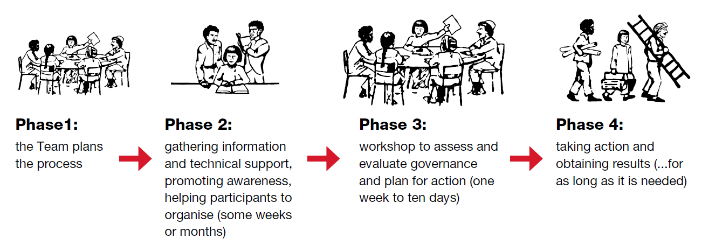 Phase1:
the Team plans
the process
Phase 2:
gathering information
and technical support,
promoting awareness,
helping participants to
organise (some weeks
or months)
Phase 3:
workshop to assess and
evaluate governance
and plan for action (one
week to ten days)
Phase 4:
taking action and
obtaining results (...for
as long as it is needed)